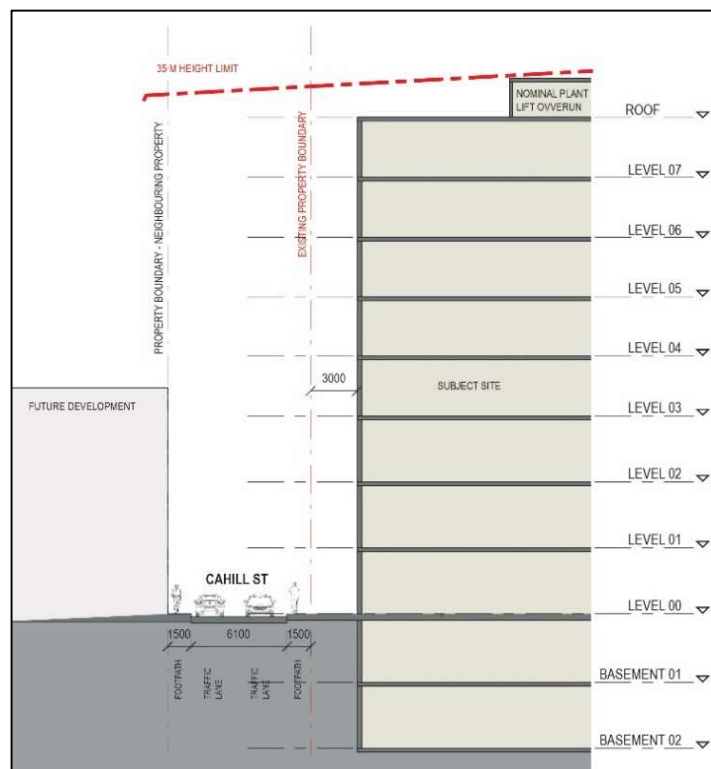 35 M HEIGHT LIMIT
NOMINAL PLANT
LIFT OVVERUN
ROOF
PROPERTY BOUNDARY - NEIGHBOURING PROPERTY
EXISTING PROPERTY BOUNDARY
LEVEL 07
LEVEL 06
LEVEL 05
LEVEL 04
3000
SUBJECT SITE
FUTURE DEVELOPMENT
LEVEL 03
LEVEL 02
LEVEL 01
CAHILL ST
LEVEL 00
1500
6100
1500
FOOTPATH
TRAFFIC
LANE
TRAFFIC
LANE
FOOTPATH
BASEMENT 01
BASEMENT 02